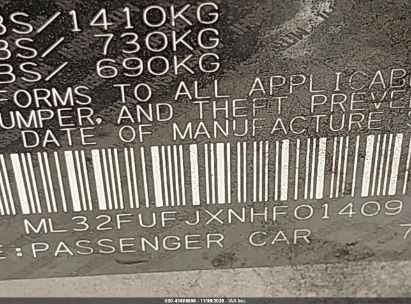 BS/1410KG
BS/ 730KG
BS/ 690KG
FORMS TO ALL APPLICAB
UMPER, AND THEFT PREVE
DATE OF MANUFACTURE
ML32FUFJXNHF01409
E:PASSENGER CAR 7